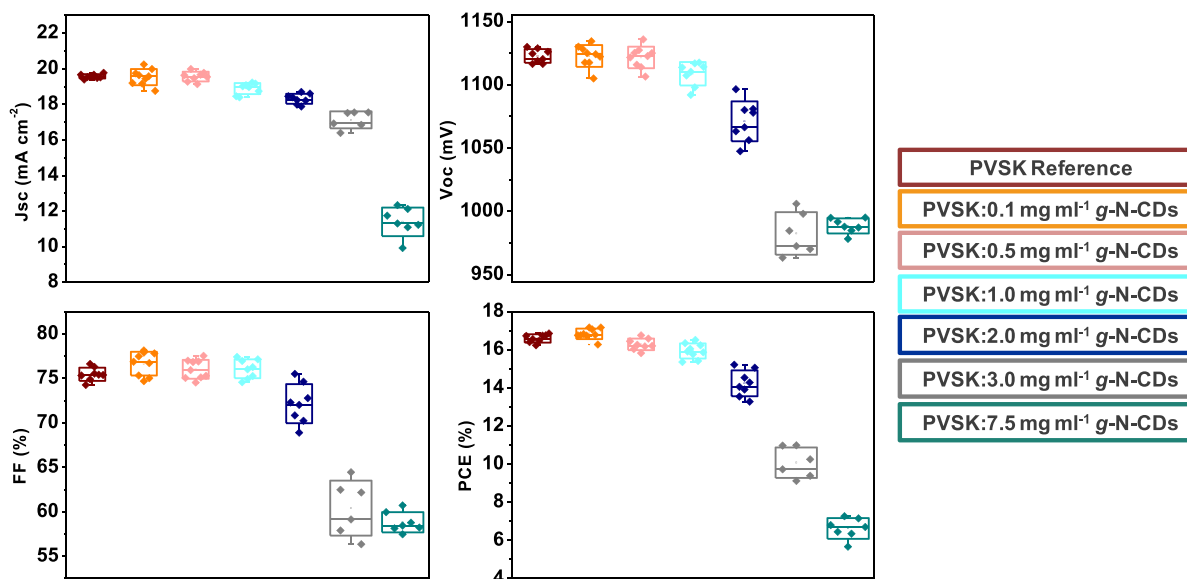 22
20
18
16
14
12
10
8
Jsc (mA cm⁻²)
1150
1100
1050
1000
950
Voc (mV)
80
75
70
65
60
55
FF (%)
18
16
14
12
10
8
6
4
PCE (%)
PVSK Reference
PVSK:0.1 mg ml⁻¹ g-N-CDs
PVSK:0.5 mg ml⁻¹ g-N-CDs
PVSK:1.0 mg ml⁻¹ g-N-CDs
PVSK:2.0 mg ml⁻¹ g-N-CDs
PVSK:3.0 mg ml⁻¹ g-N-CDs
PVSK:7.5 mg ml⁻¹ g-N-CDs